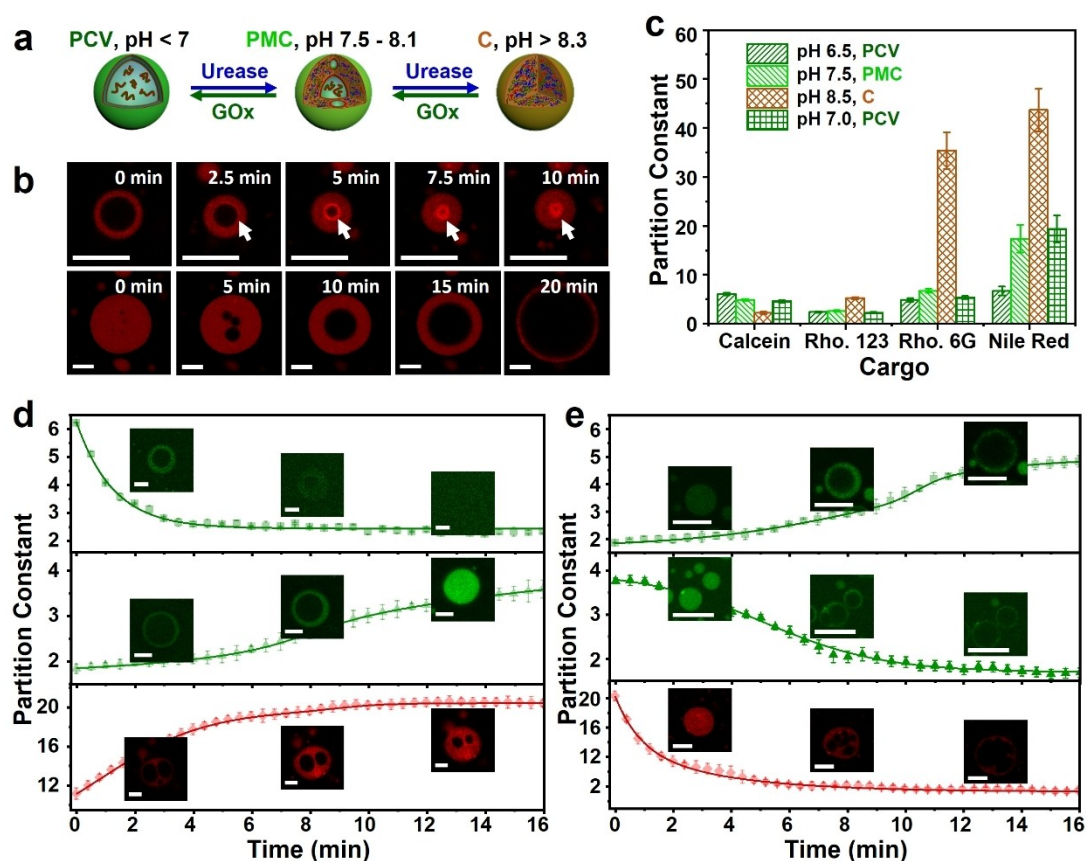 a
PCV, pH < 7
PMC, pH 7.5 - 8.1
C, pH > 8.3
Urease
GOx
Urease
GOx
b
0 min
2.5 min
5 min
7.5 min
10 min
0 min
5 min
10 min
15 min
20 min
c
60
50
40
30
20
10
0
Partition Constant
pH 6.5, PCV
pH 7.5, PMC
pH 8.5, C
pH 7.0, PCV
Calcein
Rho. 123
Rho. 6G
Nile Red
Cargo
d
6
5
4
3
2
4
3
2
20
16
12
Partition Constant
0 2 4 6 8 10 12 14 16
Time (min)
e
6
5
4
3
2
4
3
2
20
12
2
Partition Constant
0 2 4 6 8 10 12 14 16
Time (min)